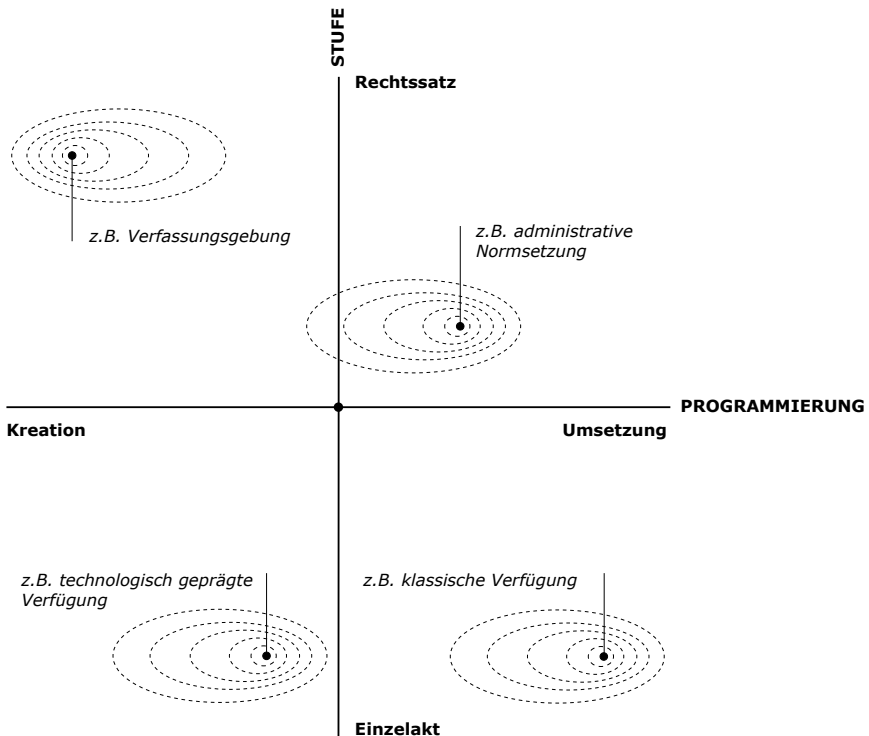 STUFE
Rechtssatz
z.B. Verfassungsgebung
z.B. administrative
Normsetzung
PROGRAMMIERUNG
Kreation
Umsetzung
z.B. technologisch geprägte
Verfügung
z.B. klassische Verfügung
Einzelakt